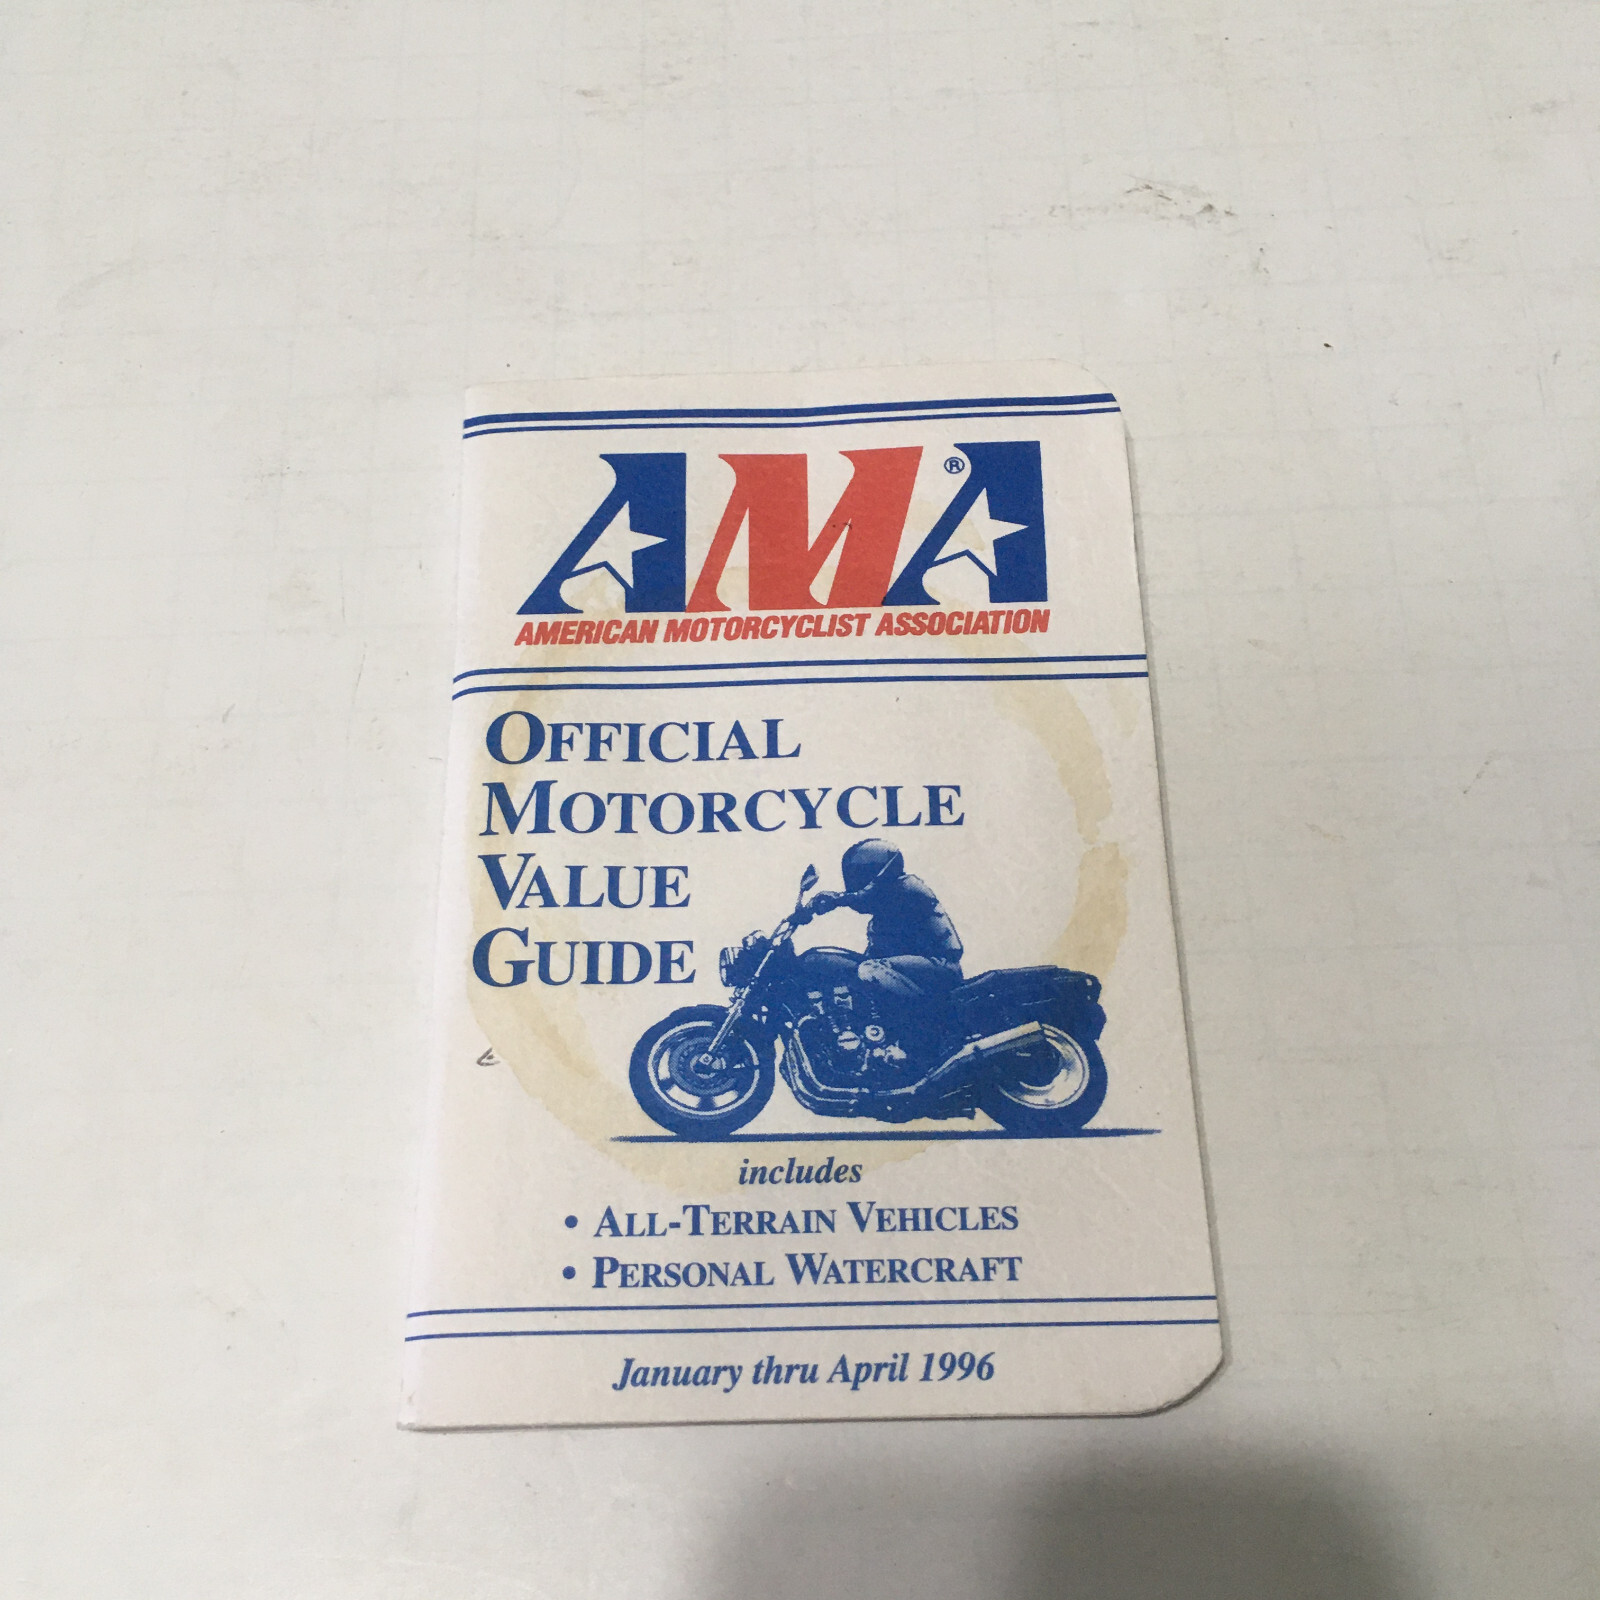 AMA®
AMERICAN MOTORCYCLIST ASSOCIATION
OFFICIAL
MOTORCYCLE
VALUE
GUIDE
includes
• ALL-TERRAIN VEHICLES
• PERSONAL WATERCRAFT
January thru April 1996